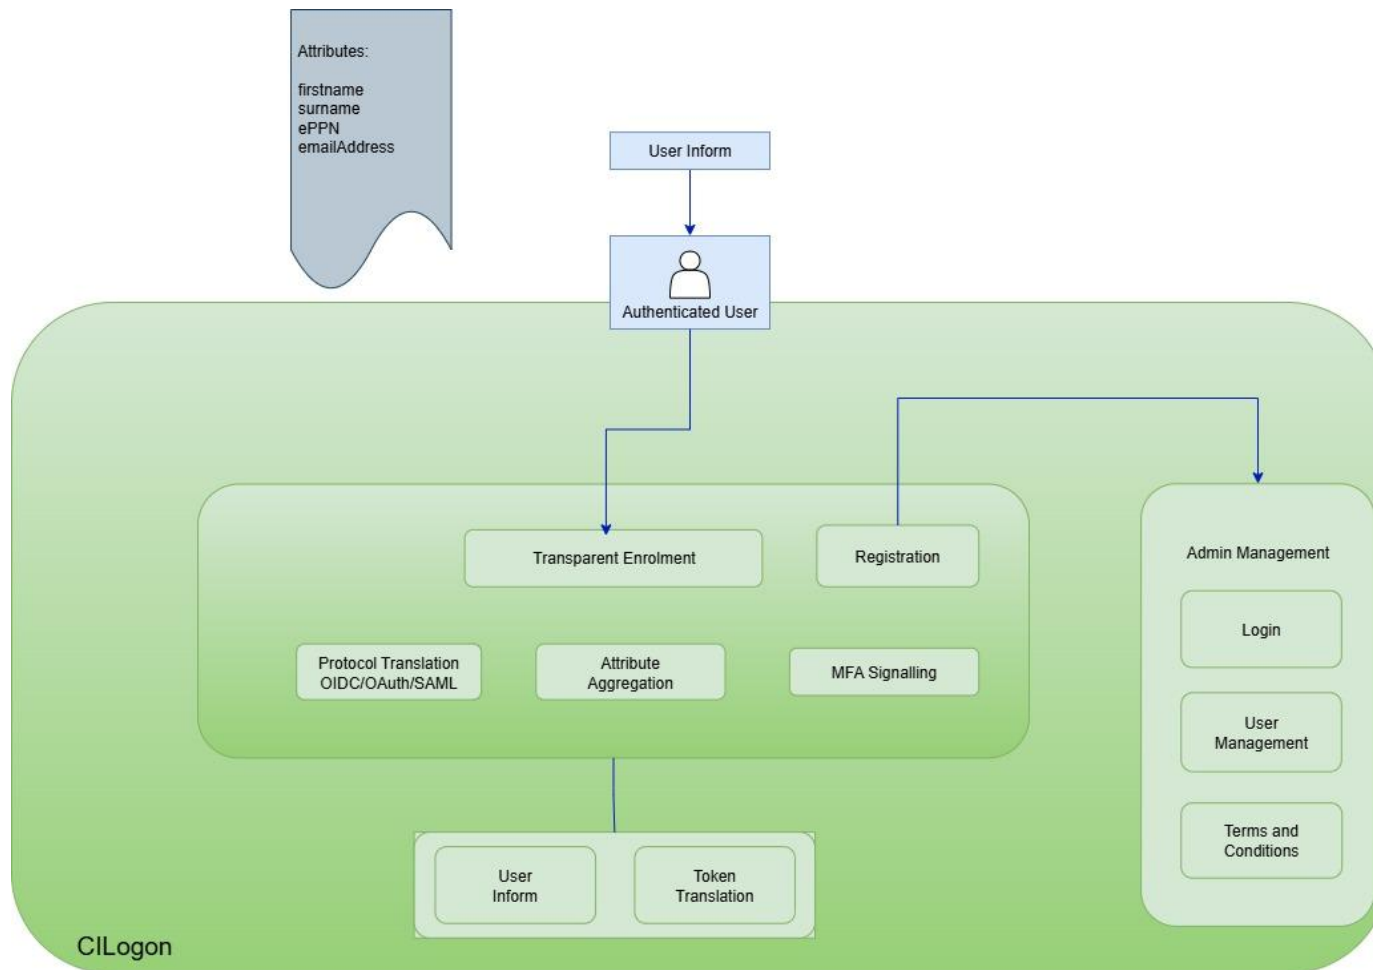 Attributes:
firstname
surname
ePPN
emailAddress
User Inform
Authenticated User
Transparent Enrolment
Registration
Admin Management
Login
Protocol Translation
OIDC/OAuth/SAML
Attribute
Aggregation
MFA Signalling
User
Management
Terms and
Conditions
User
Inform
Token
Translation
CILogon